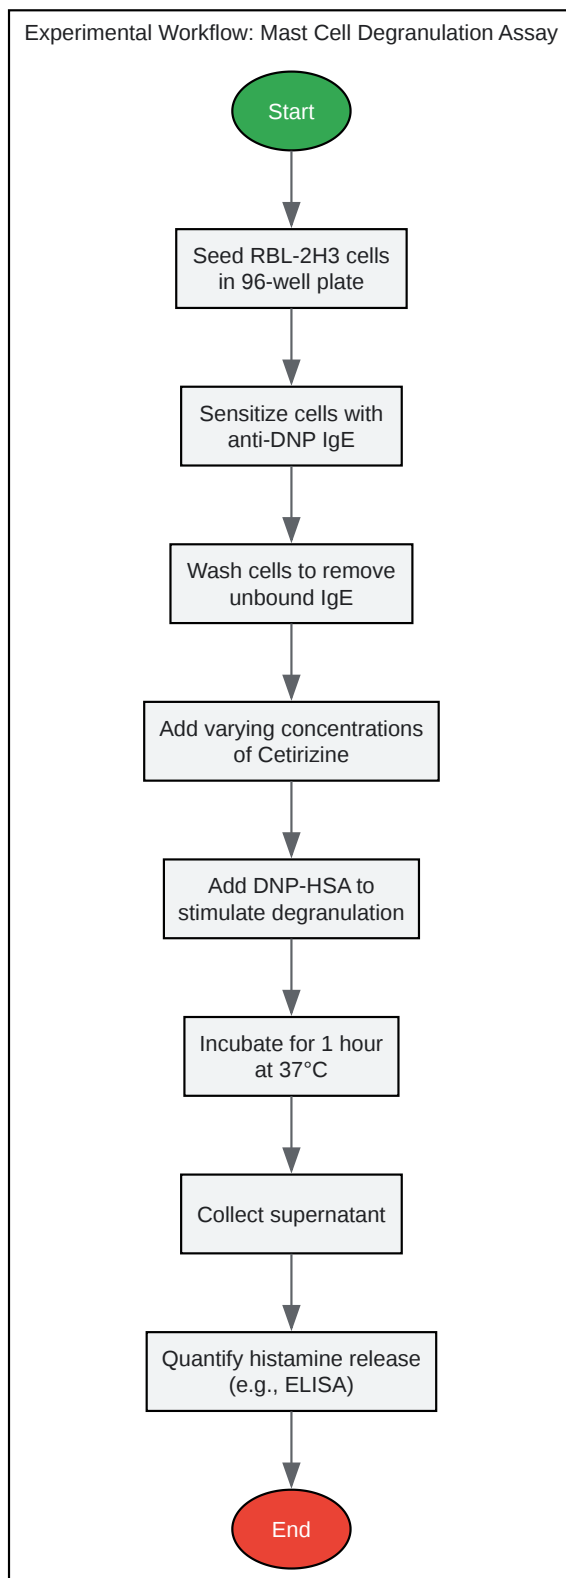 Experimental Workflow: Mast Cell Degranulation Assay
Start
Seed RBL-2H3 cells
in 96-well plate
Sensitize cells with
anti-DNP IgE
Wash cells to remove
unbound IgE
Add varying concentrations
of Cetirizine
Add DNP-HSA to
stimulate degranulation
Incubate for 1 hour
at 37°C
Collect supernatant
Quantify histamine release
(e.g., ELISA)
End